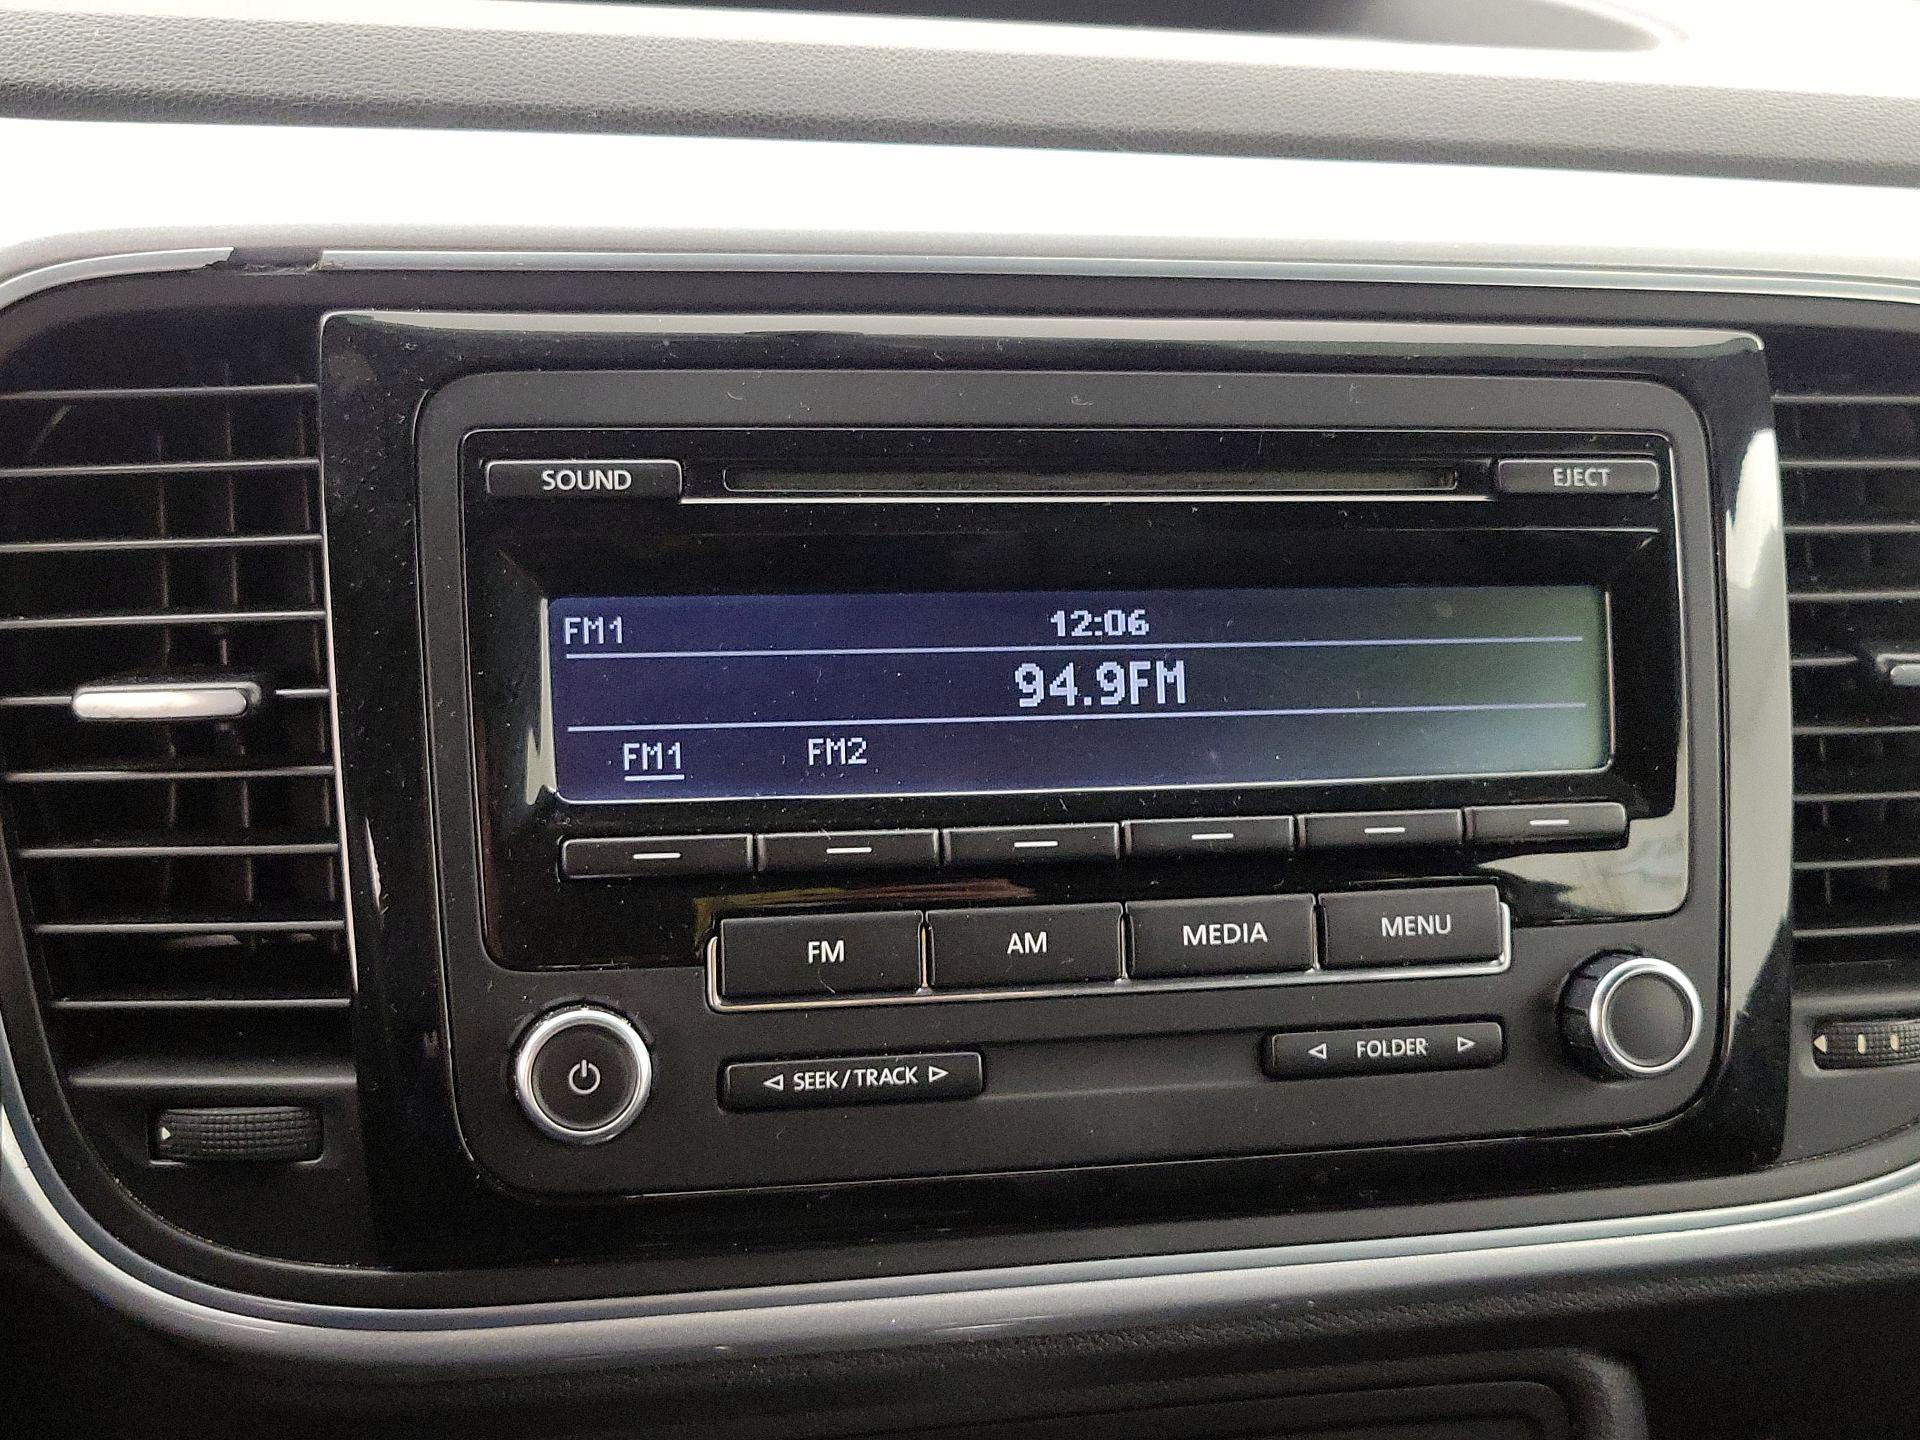 SOUND EJECT
FM1 12:06
94.9FM
FM1 FM2
FM AM MEDIA MENU
SEEK/TRACK FOLDER